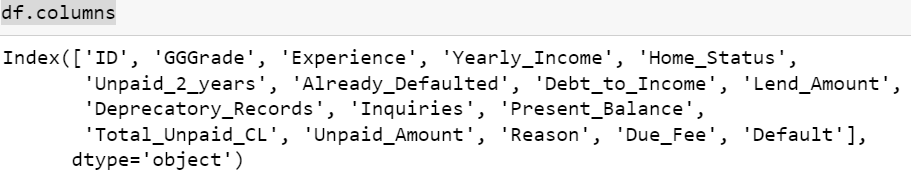 df.columns
Index(['ID', 'GGGrade', 'Experience', 'Yearly_Income', 'Home_Status',
'Unpaid_2_years', 'Already_Defaulted', 'Debt_to_Income', 'Lend_Amount',
'Deprecatory_Records', 'Inquiries', 'Present_Balance',
'Total_Unpaid_CL', 'Unpaid_Amount', 'Reason', 'Due_Fee', 'Default'],
dtype='object')